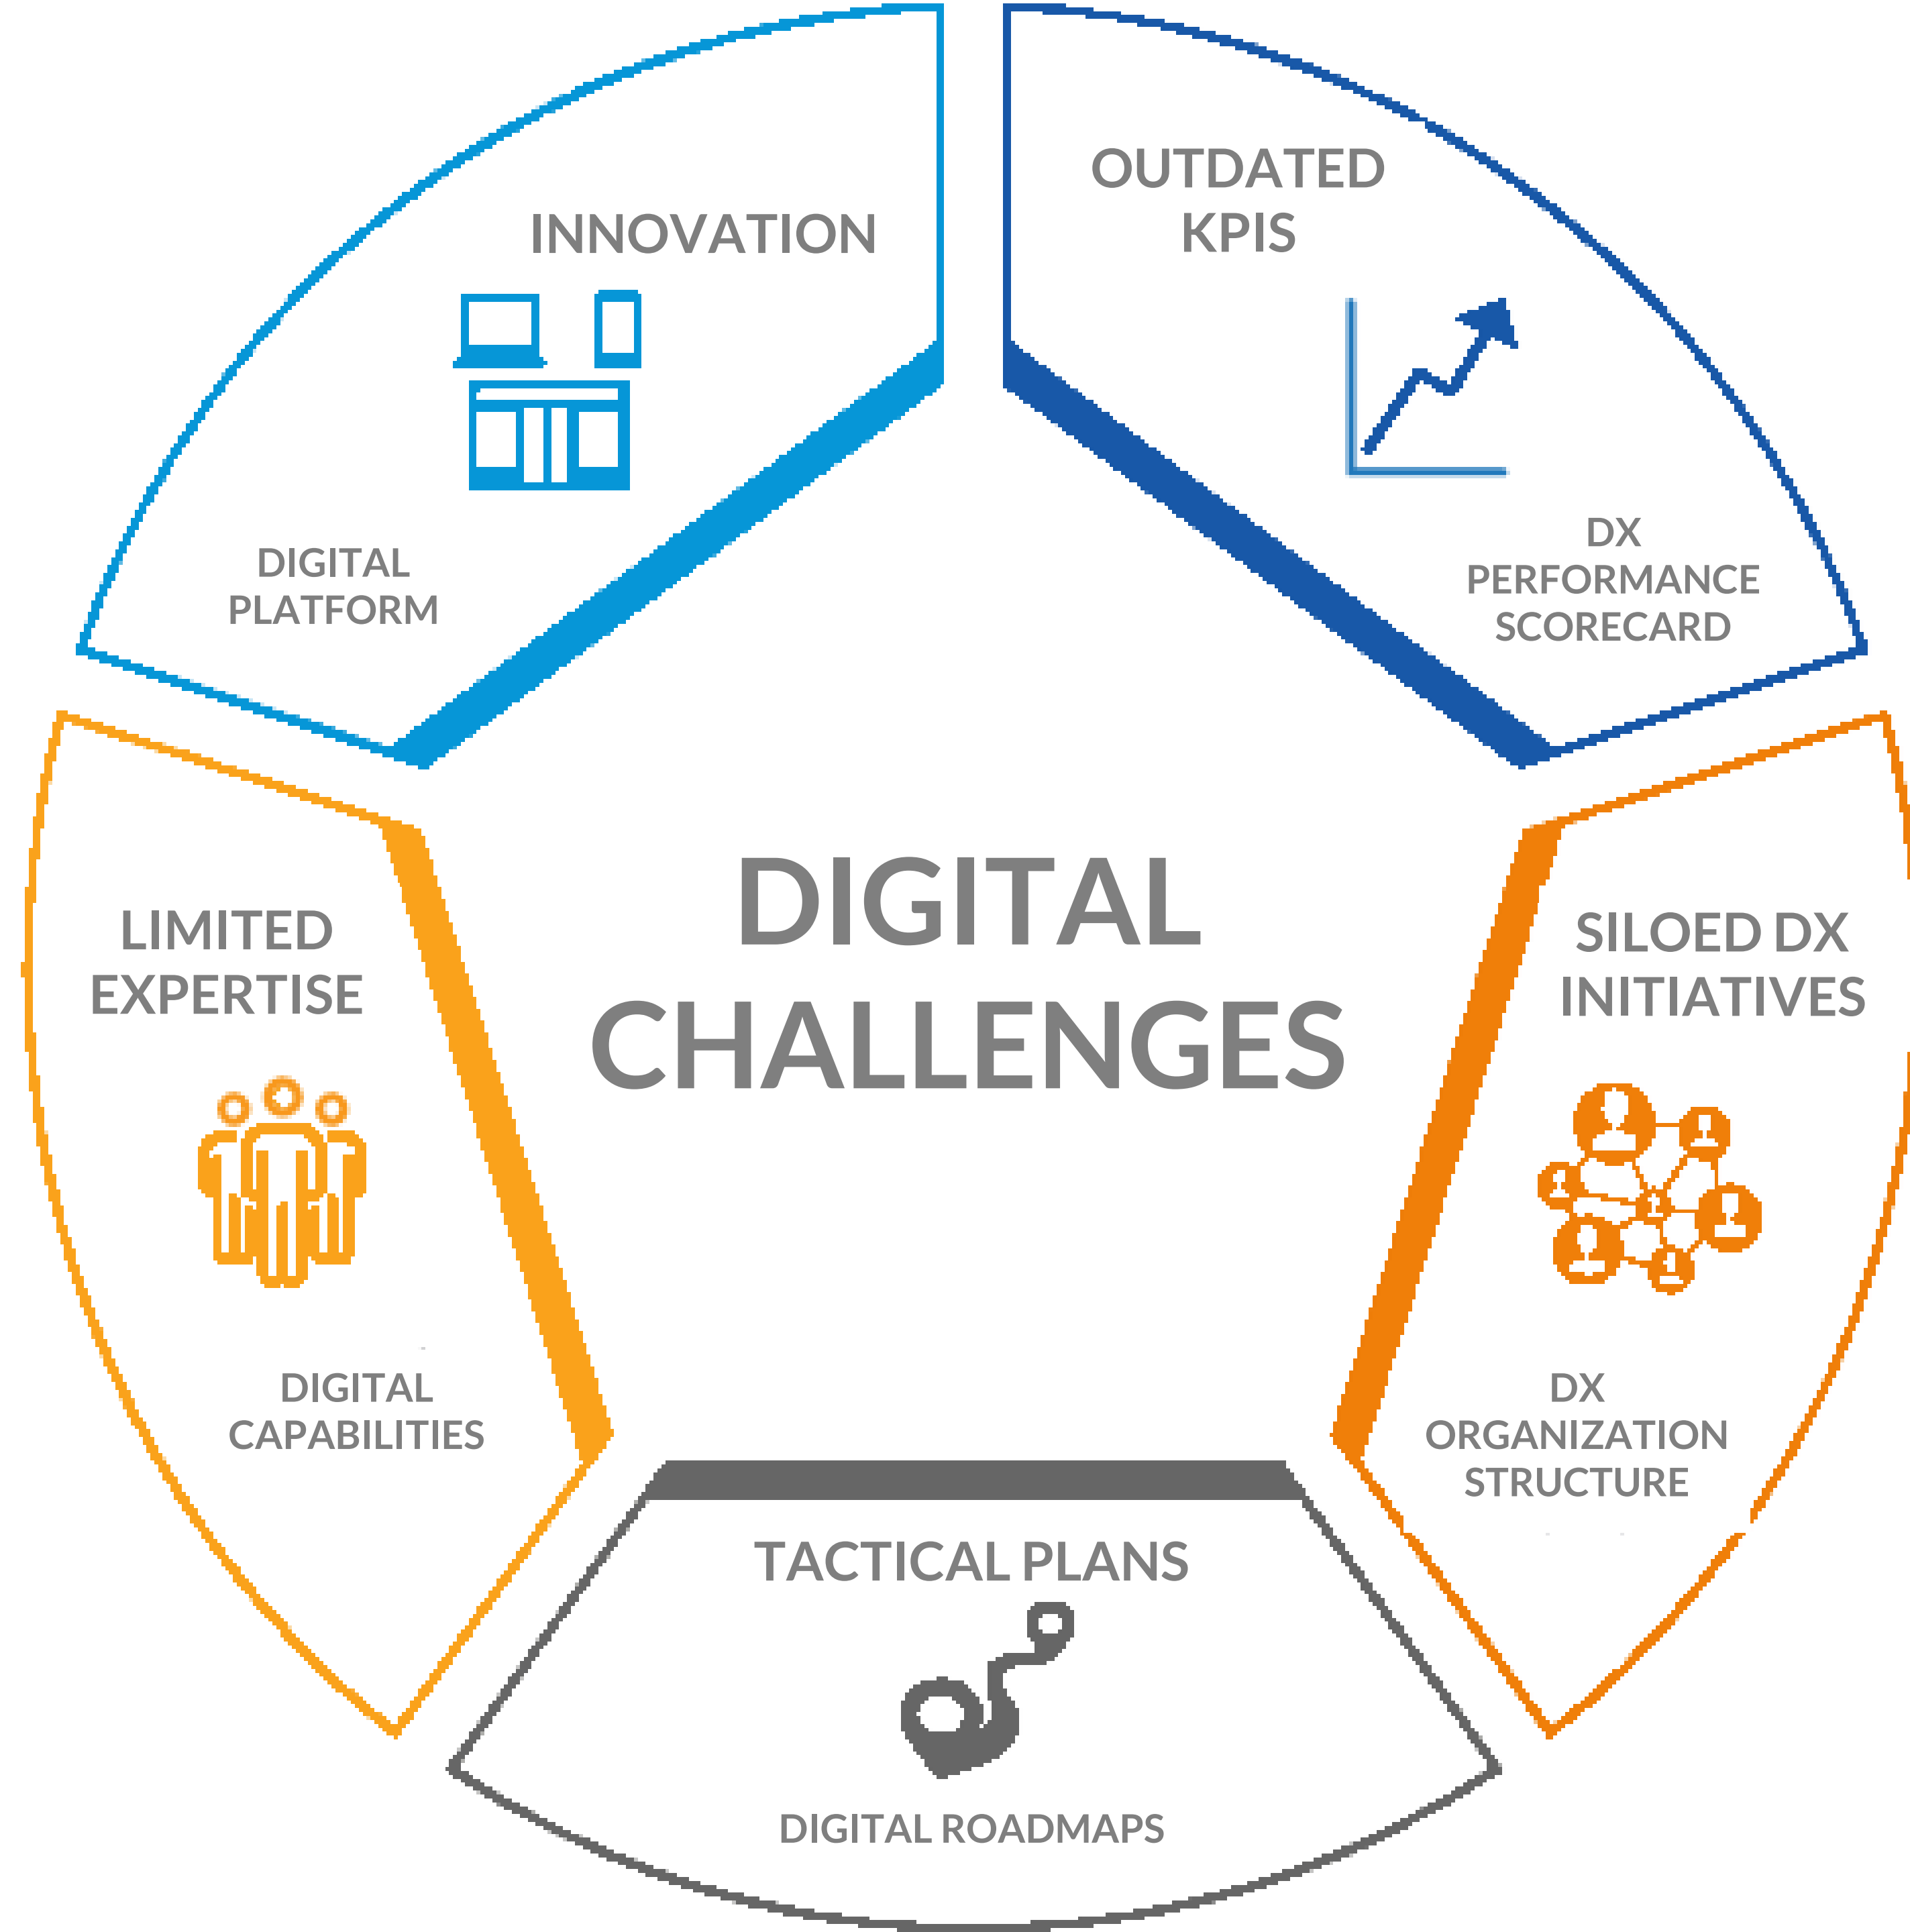 INNOVATION
DIGITAL
PLATFORM
OUTDATED
KPIS
DX
PERFORMANCE
SCORECARD
DIGITAL
CHALLENGES
LIMITED
EXPERTISE
DIGITAL
CAPABILITIES
SILOED DX
INITIATIVES
DX
ORGANIZATION
STRUCTURE
TACTICAL PLANS
DIGITAL ROADMAPS